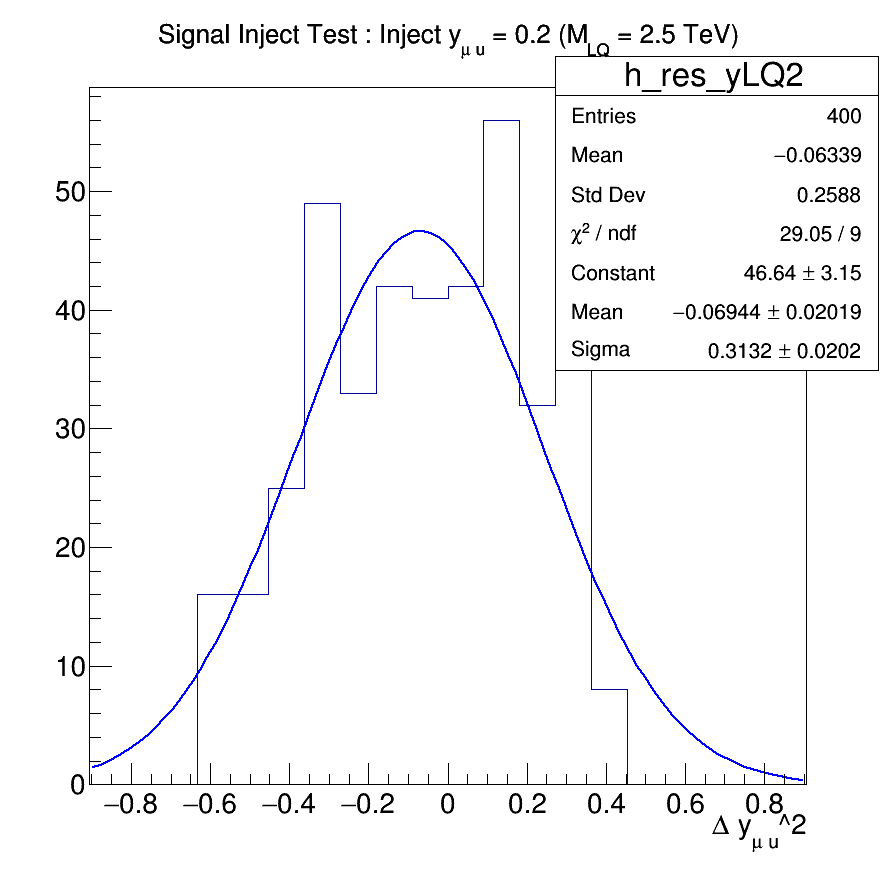 Signal Inject Test : Inject y_μu = 0.2 (M_LQ = 2.5 TeV)
h_res_yLQ2
Entries 400
Mean −0.06339
Std Dev 0.2588
χ² / ndf 29.05 / 9
Constant 46.64 ± 3.15
Mean −0.06944 ± 0.02019
Sigma 0.3132 ± 0.0202
50
40
30
20
10
0
−0.8 −0.6 −0.4 −0.2 0 0.2 0.4 0.6 0.8
Δ y_μu^2